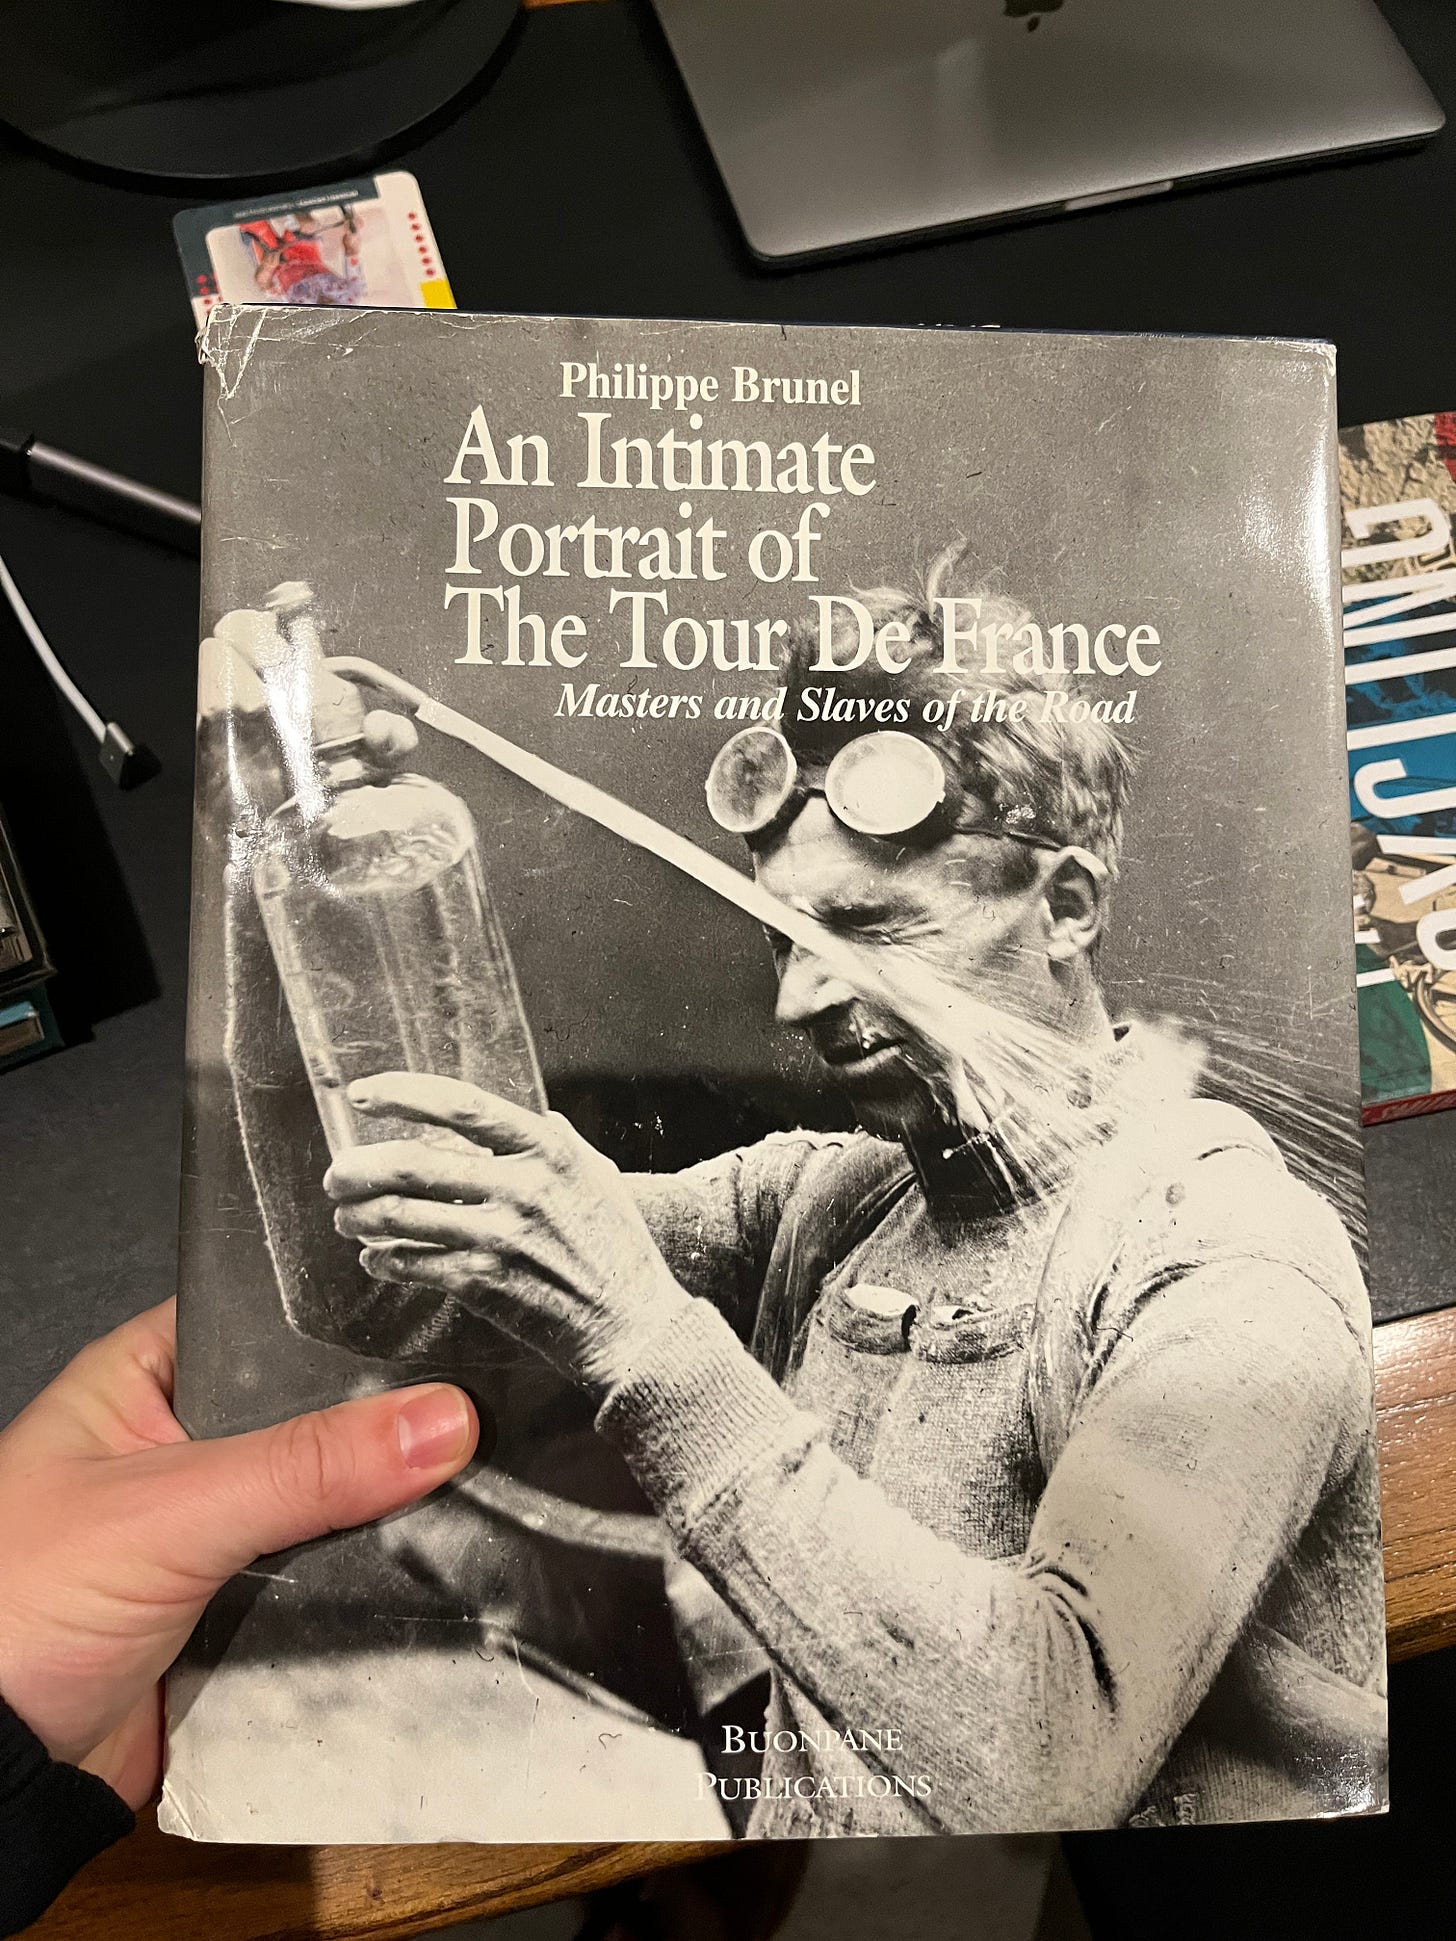 Philippe Brunel
An Intimate
Portrait of
The Tour De France
Masters and Slaves of the Road
BUONPANE
PUBLICATIONS